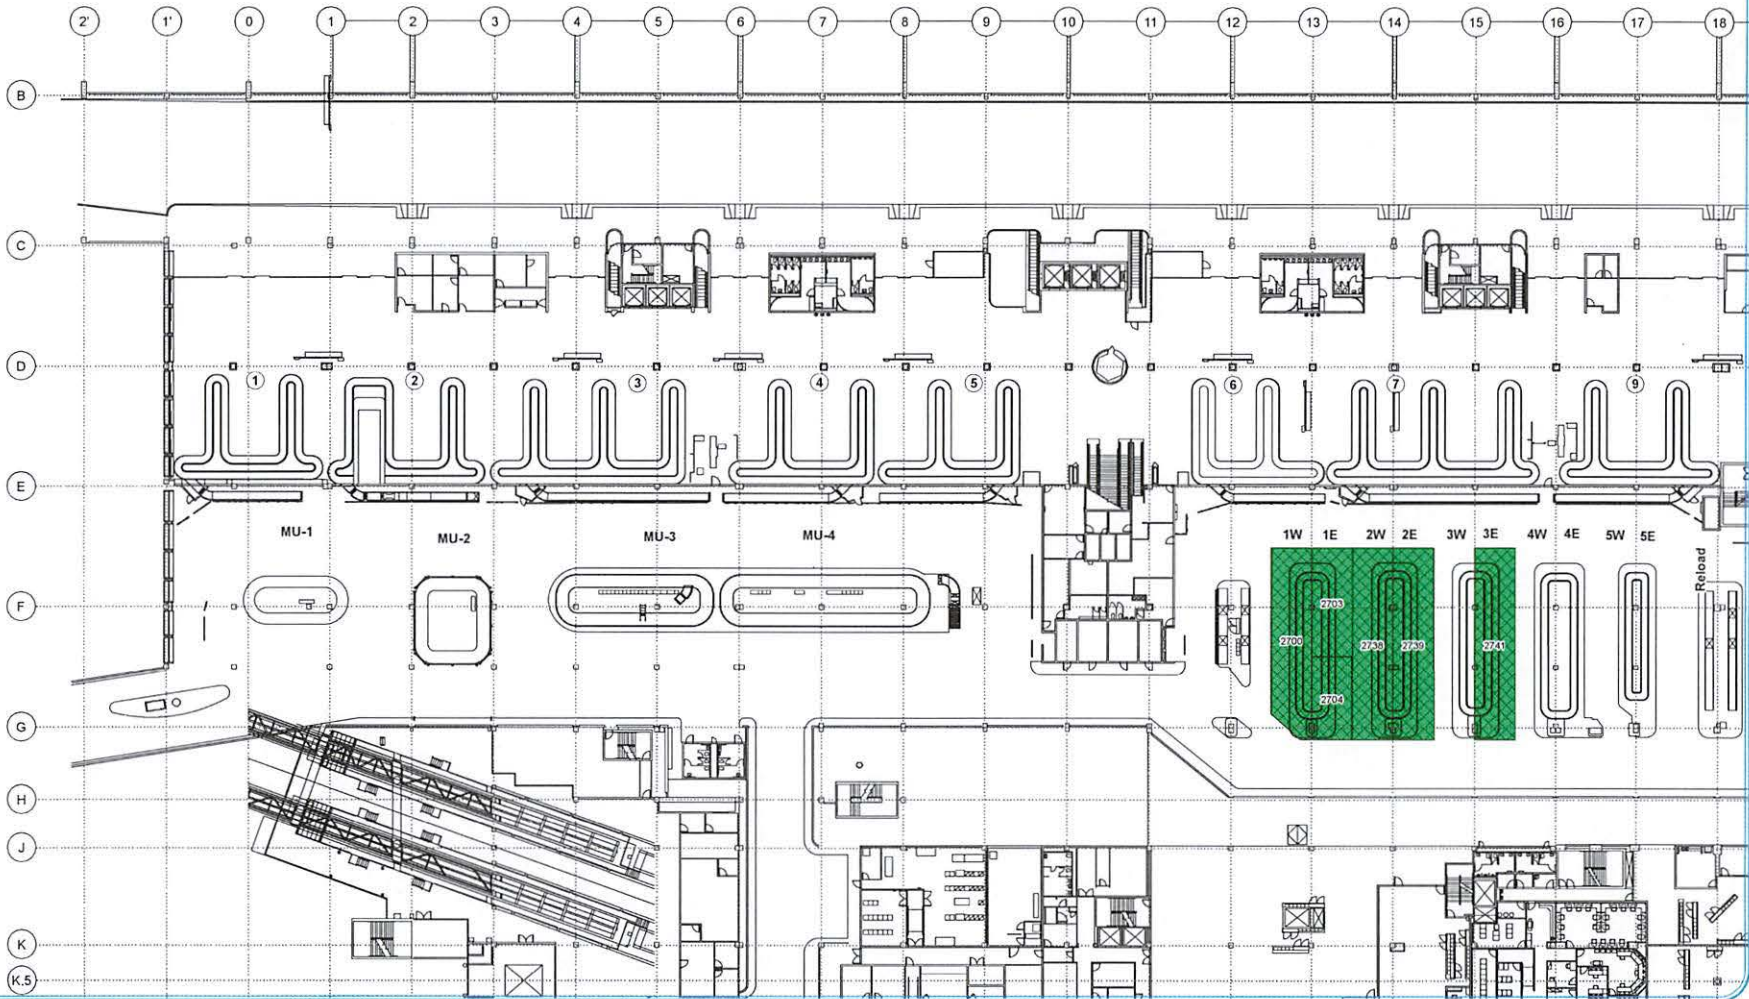 2' 1' 0 1 2 3 4 5 6 7 8 9 10 11 12 13 14 15 16 17 18
B
C
D
1 2 3 4 5 6 7 9
E
MU-1 MU-2 MU-3 MU-4
1W 1E 2W 2E 3W 3E 4W 4E 5W 5E
Reload
F
2703
2700 2738 2739 2741
2704
G
H
J
K
K.5